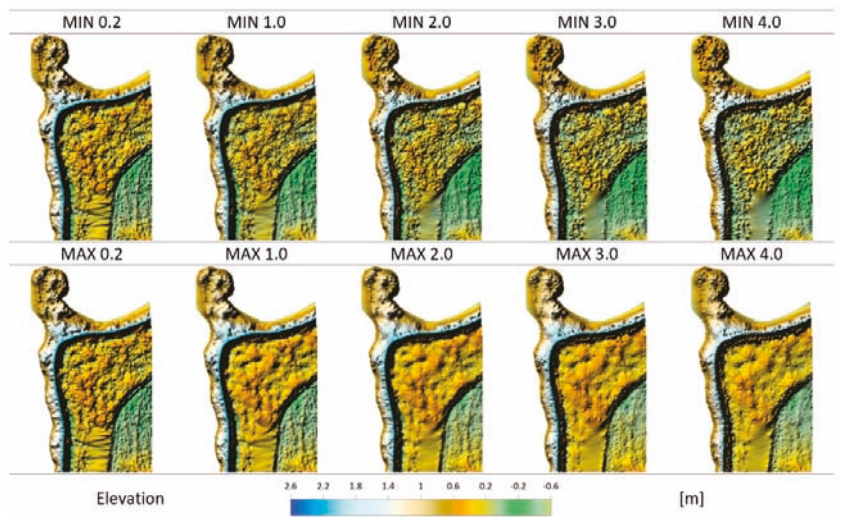 MIN 0.2 MIN 1.0 MIN 2.0 MIN 3.0 MIN 4.0
MAX 0.2 MAX 1.0 MAX 2.0 MAX 3.0 MAX 4.0
2.6 2.2 1.8 1.4 1 0.6 0.2 -0.2 -0.6
Elevation [m]